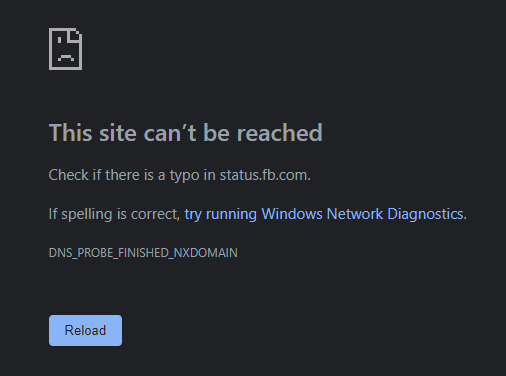 This site can’t be reached
Check if there is a typo in status.fb.com.
If spelling is correct, try running Windows Network Diagnostics.
DNS_PROBE_FINISHED_NXDOMAIN
Reload